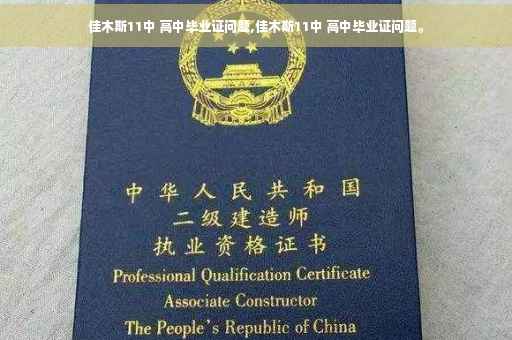 佳木斯11中 高中毕业证问题,佳木斯11中 高中毕业证问题。
中华人民共和国
二级建造师
执业资格证书
Professional Qualification Certificate
Associate Constructor
The People's Republic of China